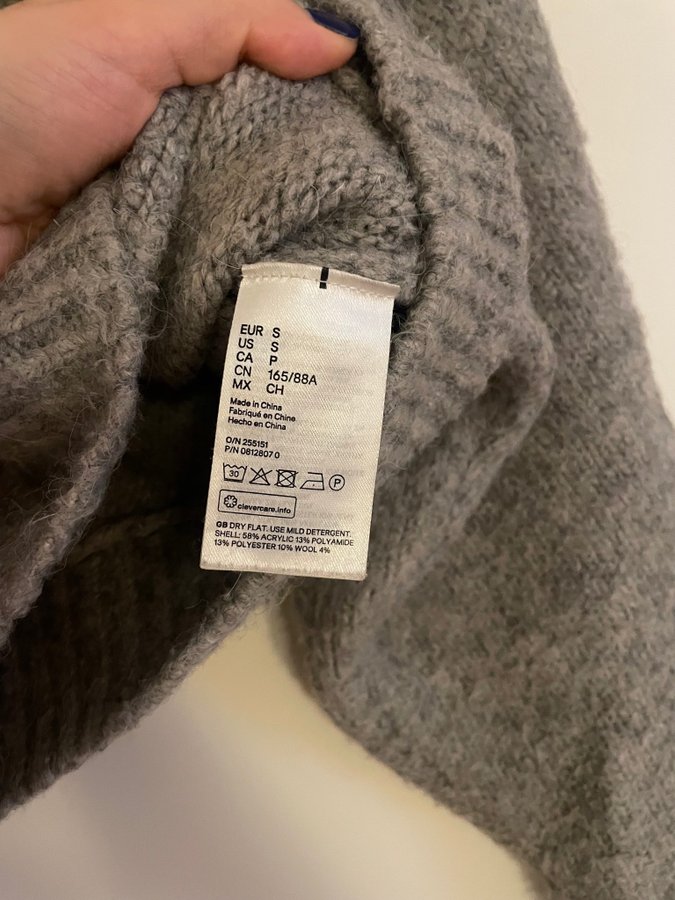 EUR S
US S
CA P
CN 165/88A
MX CH
Made in China
Fabriqué en Chine
Hecho en China
O/N 255151
P/N 0812807 0
30 P
clevercare.info
GB DRY FLAT. USE MILD DETERGENT.
SHELL: 58% ACRYLIC 13% POLYAMIDE
13% POLYESTER 10% WOOL 4%